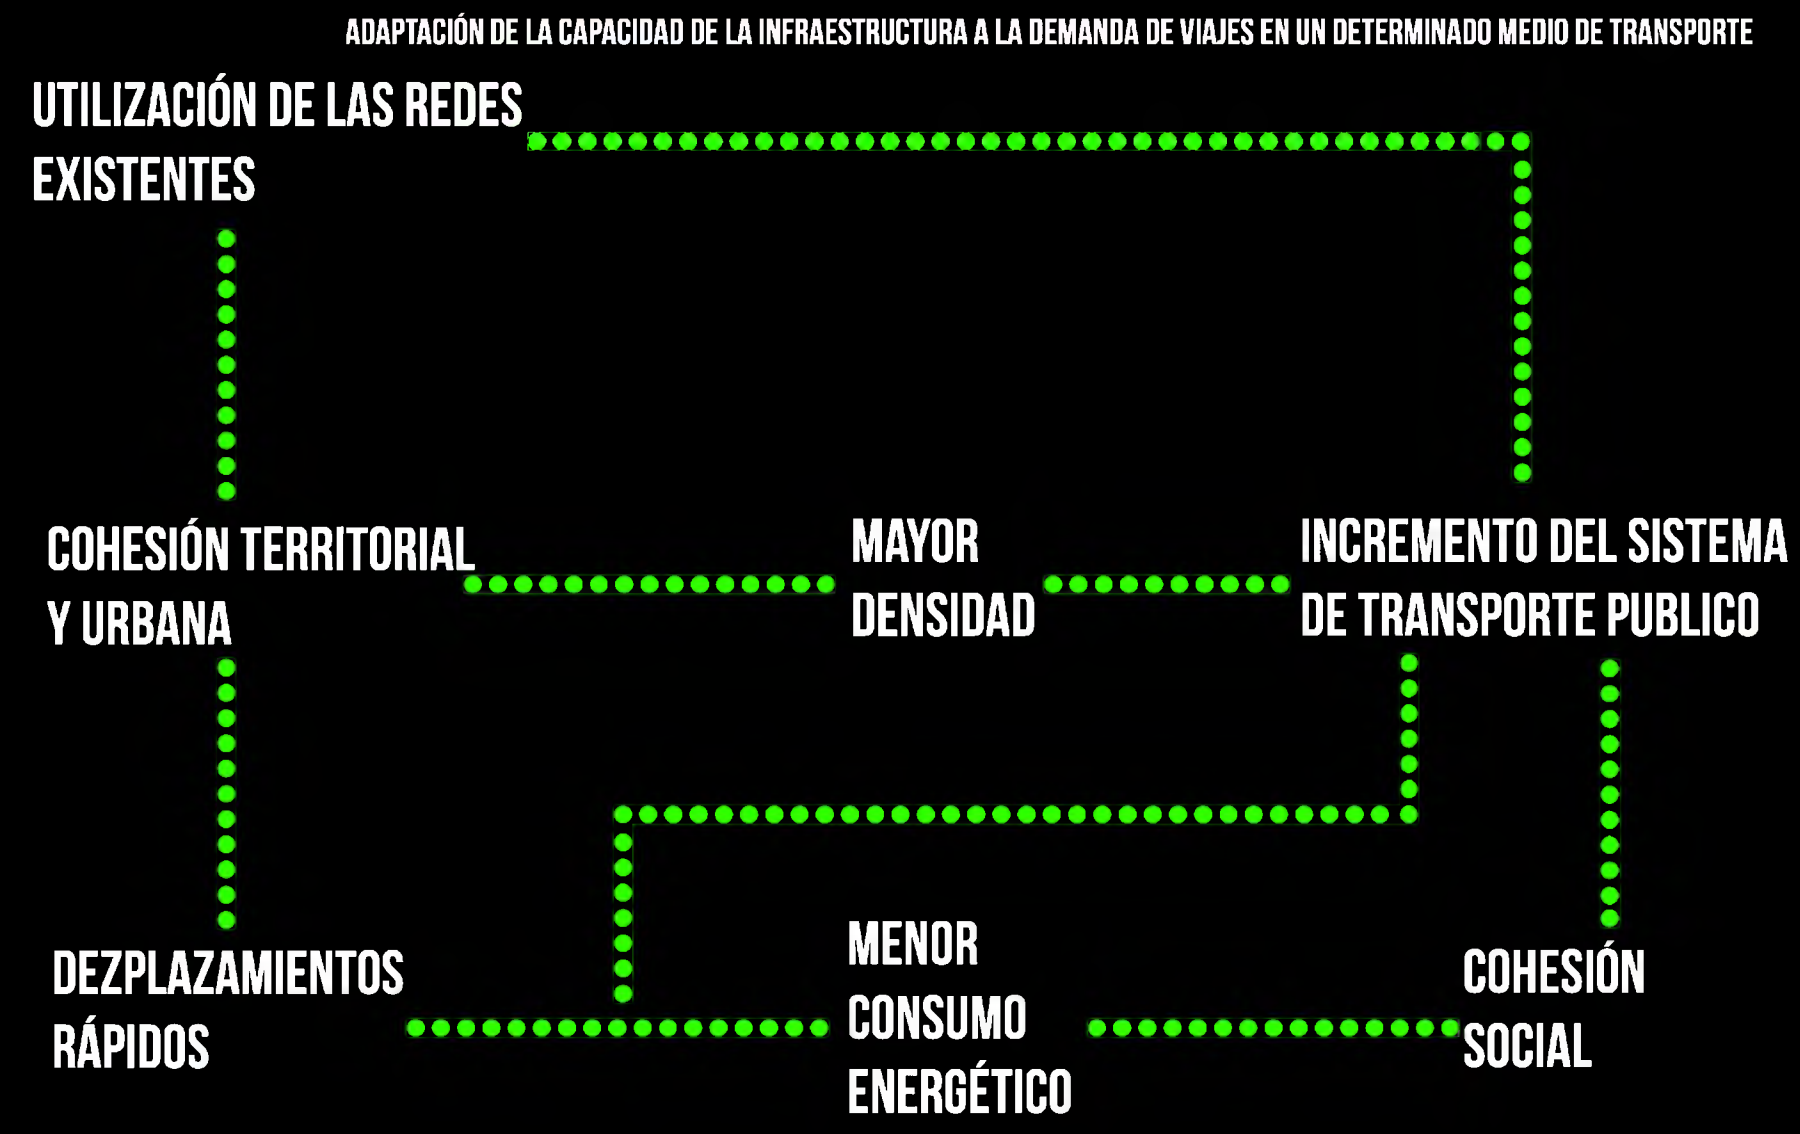 ADAPTACIÓN DE LA CAPACIDAD DE LA INFRAESTRUCTURA A LA DEMANDA DE VIAJES EN UN DETERMINADO MEDIO DE TRANSPORTE
UTILIZACIÓN DE LAS REDES
EXISTENTES
COHESIÓN TERRITORIAL
Y URBANA
MAYOR
DENSIDAD
INCREMENTO DEL SISTEMA
DE TRANSPORTE PUBLICO
DEZPLAZAMIENTOS
RÁPIDOS
MENOR
CONSUMO
ENERGÉTICO
COHESIÓN
SOCIAL